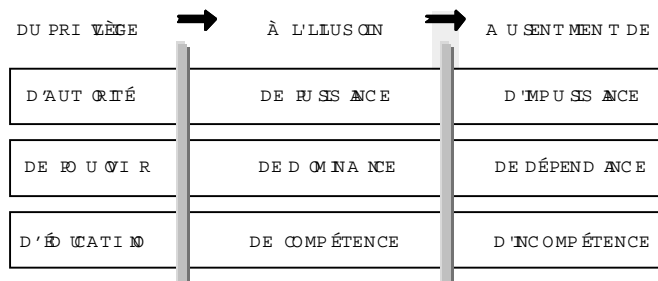 DU PRIVILÈGE À L'ILLUSION AU SENTIMENT DE
D'AUTORITÉ DE PUISSANCE D'IMPUISSANCE
DE POUVOIR DE DOMINANCE DE DÉPENDANCE
D'ÉDUCATION DE COMPÉTENCE D'INCOMPÉTENCE